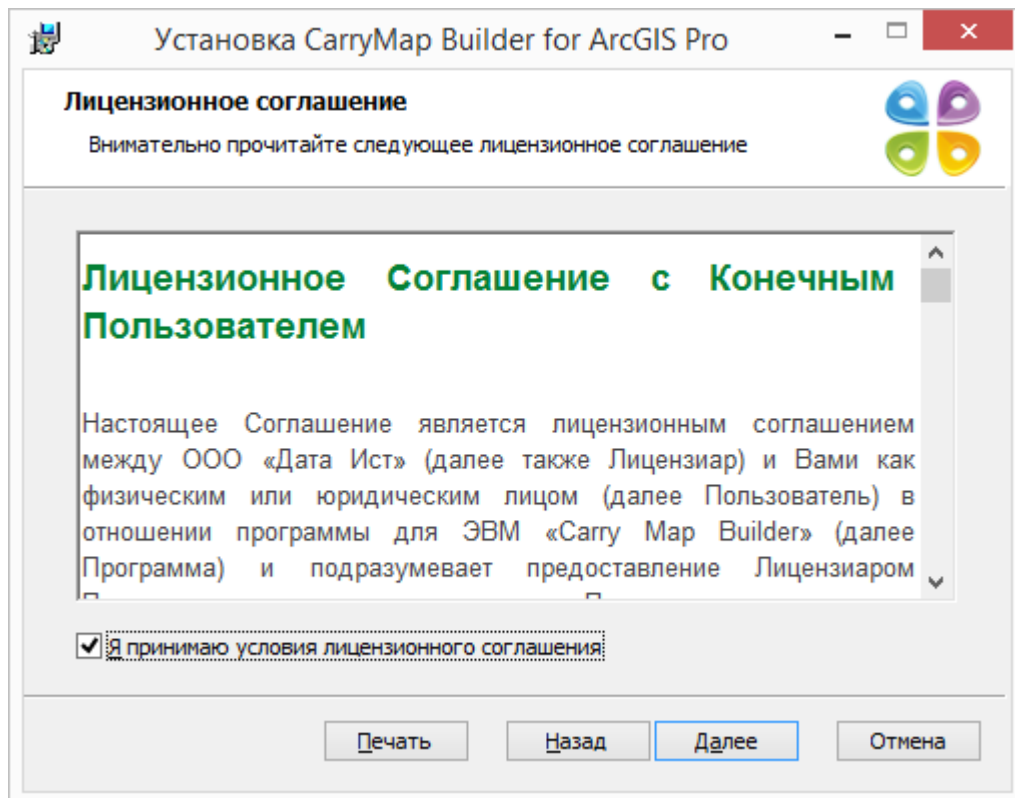 Установка CarryMap Builder for ArcGIS Pro
Лицензионное соглашение
Внимательно прочитайте следующее лицензионное соглашение
Лицензионное Соглашение с Конечным
Пользователем
Настоящее Соглашение является лицензионным соглашением
между ООО «Дата Ист» (далее также Лицензиар) и Вами как
физическим или юридическим лицом (далее Пользователь) в
отношении программы для ЭВМ «Carry Map Builder» (далее
Программа) и подразумевает предоставление Лицензиаром
Я принимаю условия лицензионного соглашения
Печать Назад Далее Отмена